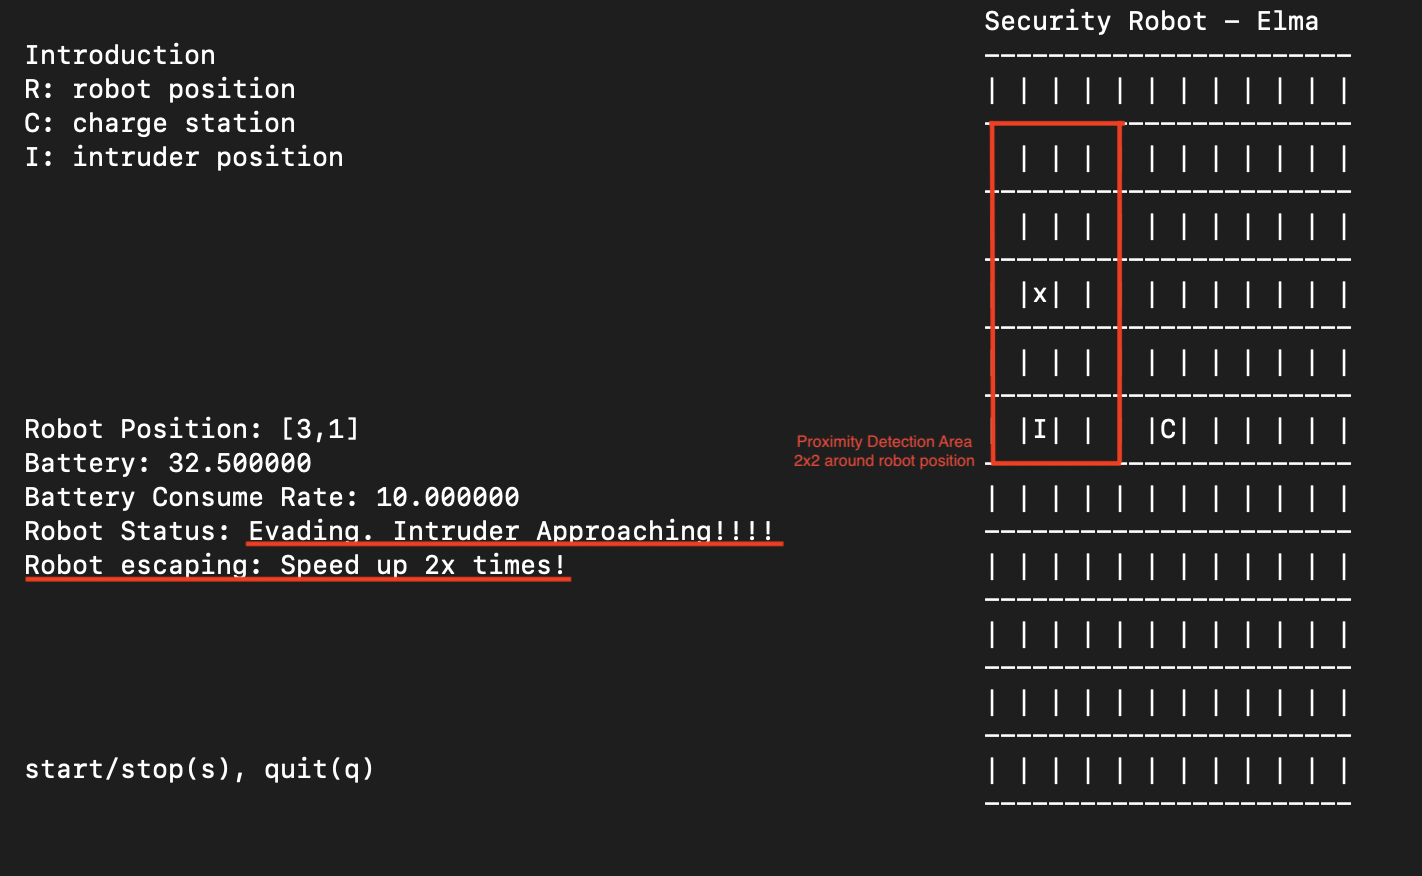 Introduction
R: robot position
C: charge station
I: intruder position
Robot Position: [3,1]
Battery: 32.500000
Battery Consume Rate: 10.000000
Robot Status: Evading. Intruder Approaching!!!!
Robot escaping: Speed up 2x times!
start/stop(s), quit(q)
Proximity Detection Area
2x2 around robot position
Security Robot – Elma
x
I C